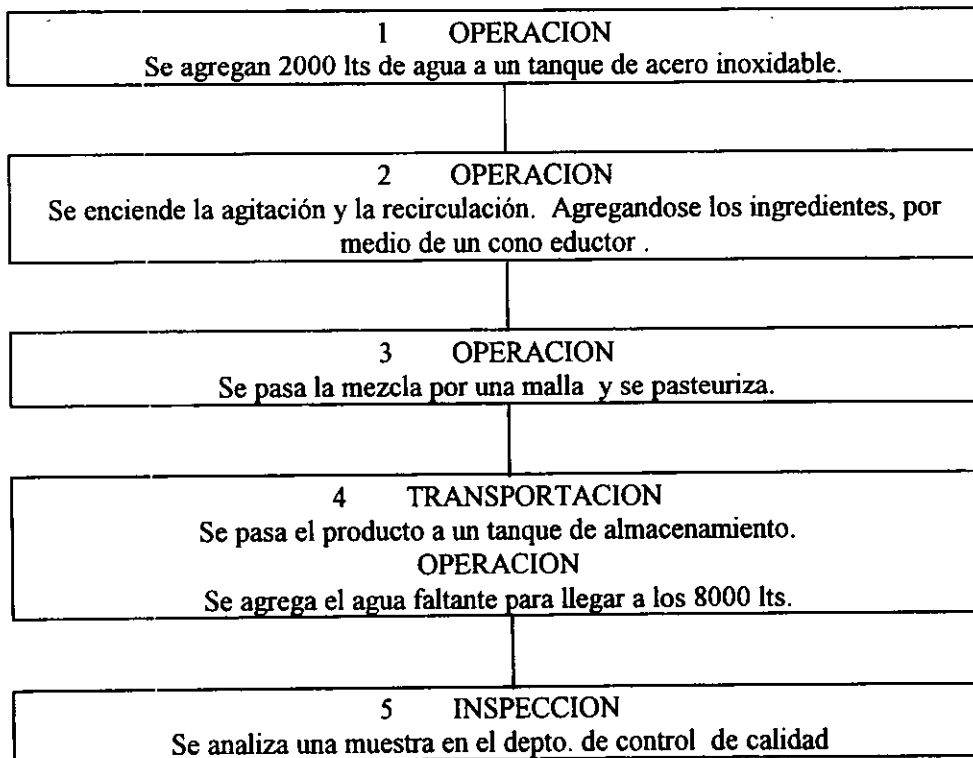 1 OPERACION
Se agregan 2000 lts de agua a un tanque de acero inoxidable.
2 OPERACION
Se enciende la agitación y la recirculación. Agregandose los ingredientes, por
medio de un cono eductor .
3 OPERACION
Se pasa la mezcla por una malla y se pasteuriza.
4 TRANSPORTACION
Se pasa el producto a un tanque de almacenamiento.
OPERACION
Se agrega el agua faltante para llegar a los 8000 lts.
5 INSPECCION
Se analiza una muestra en el depto. de control de calidad